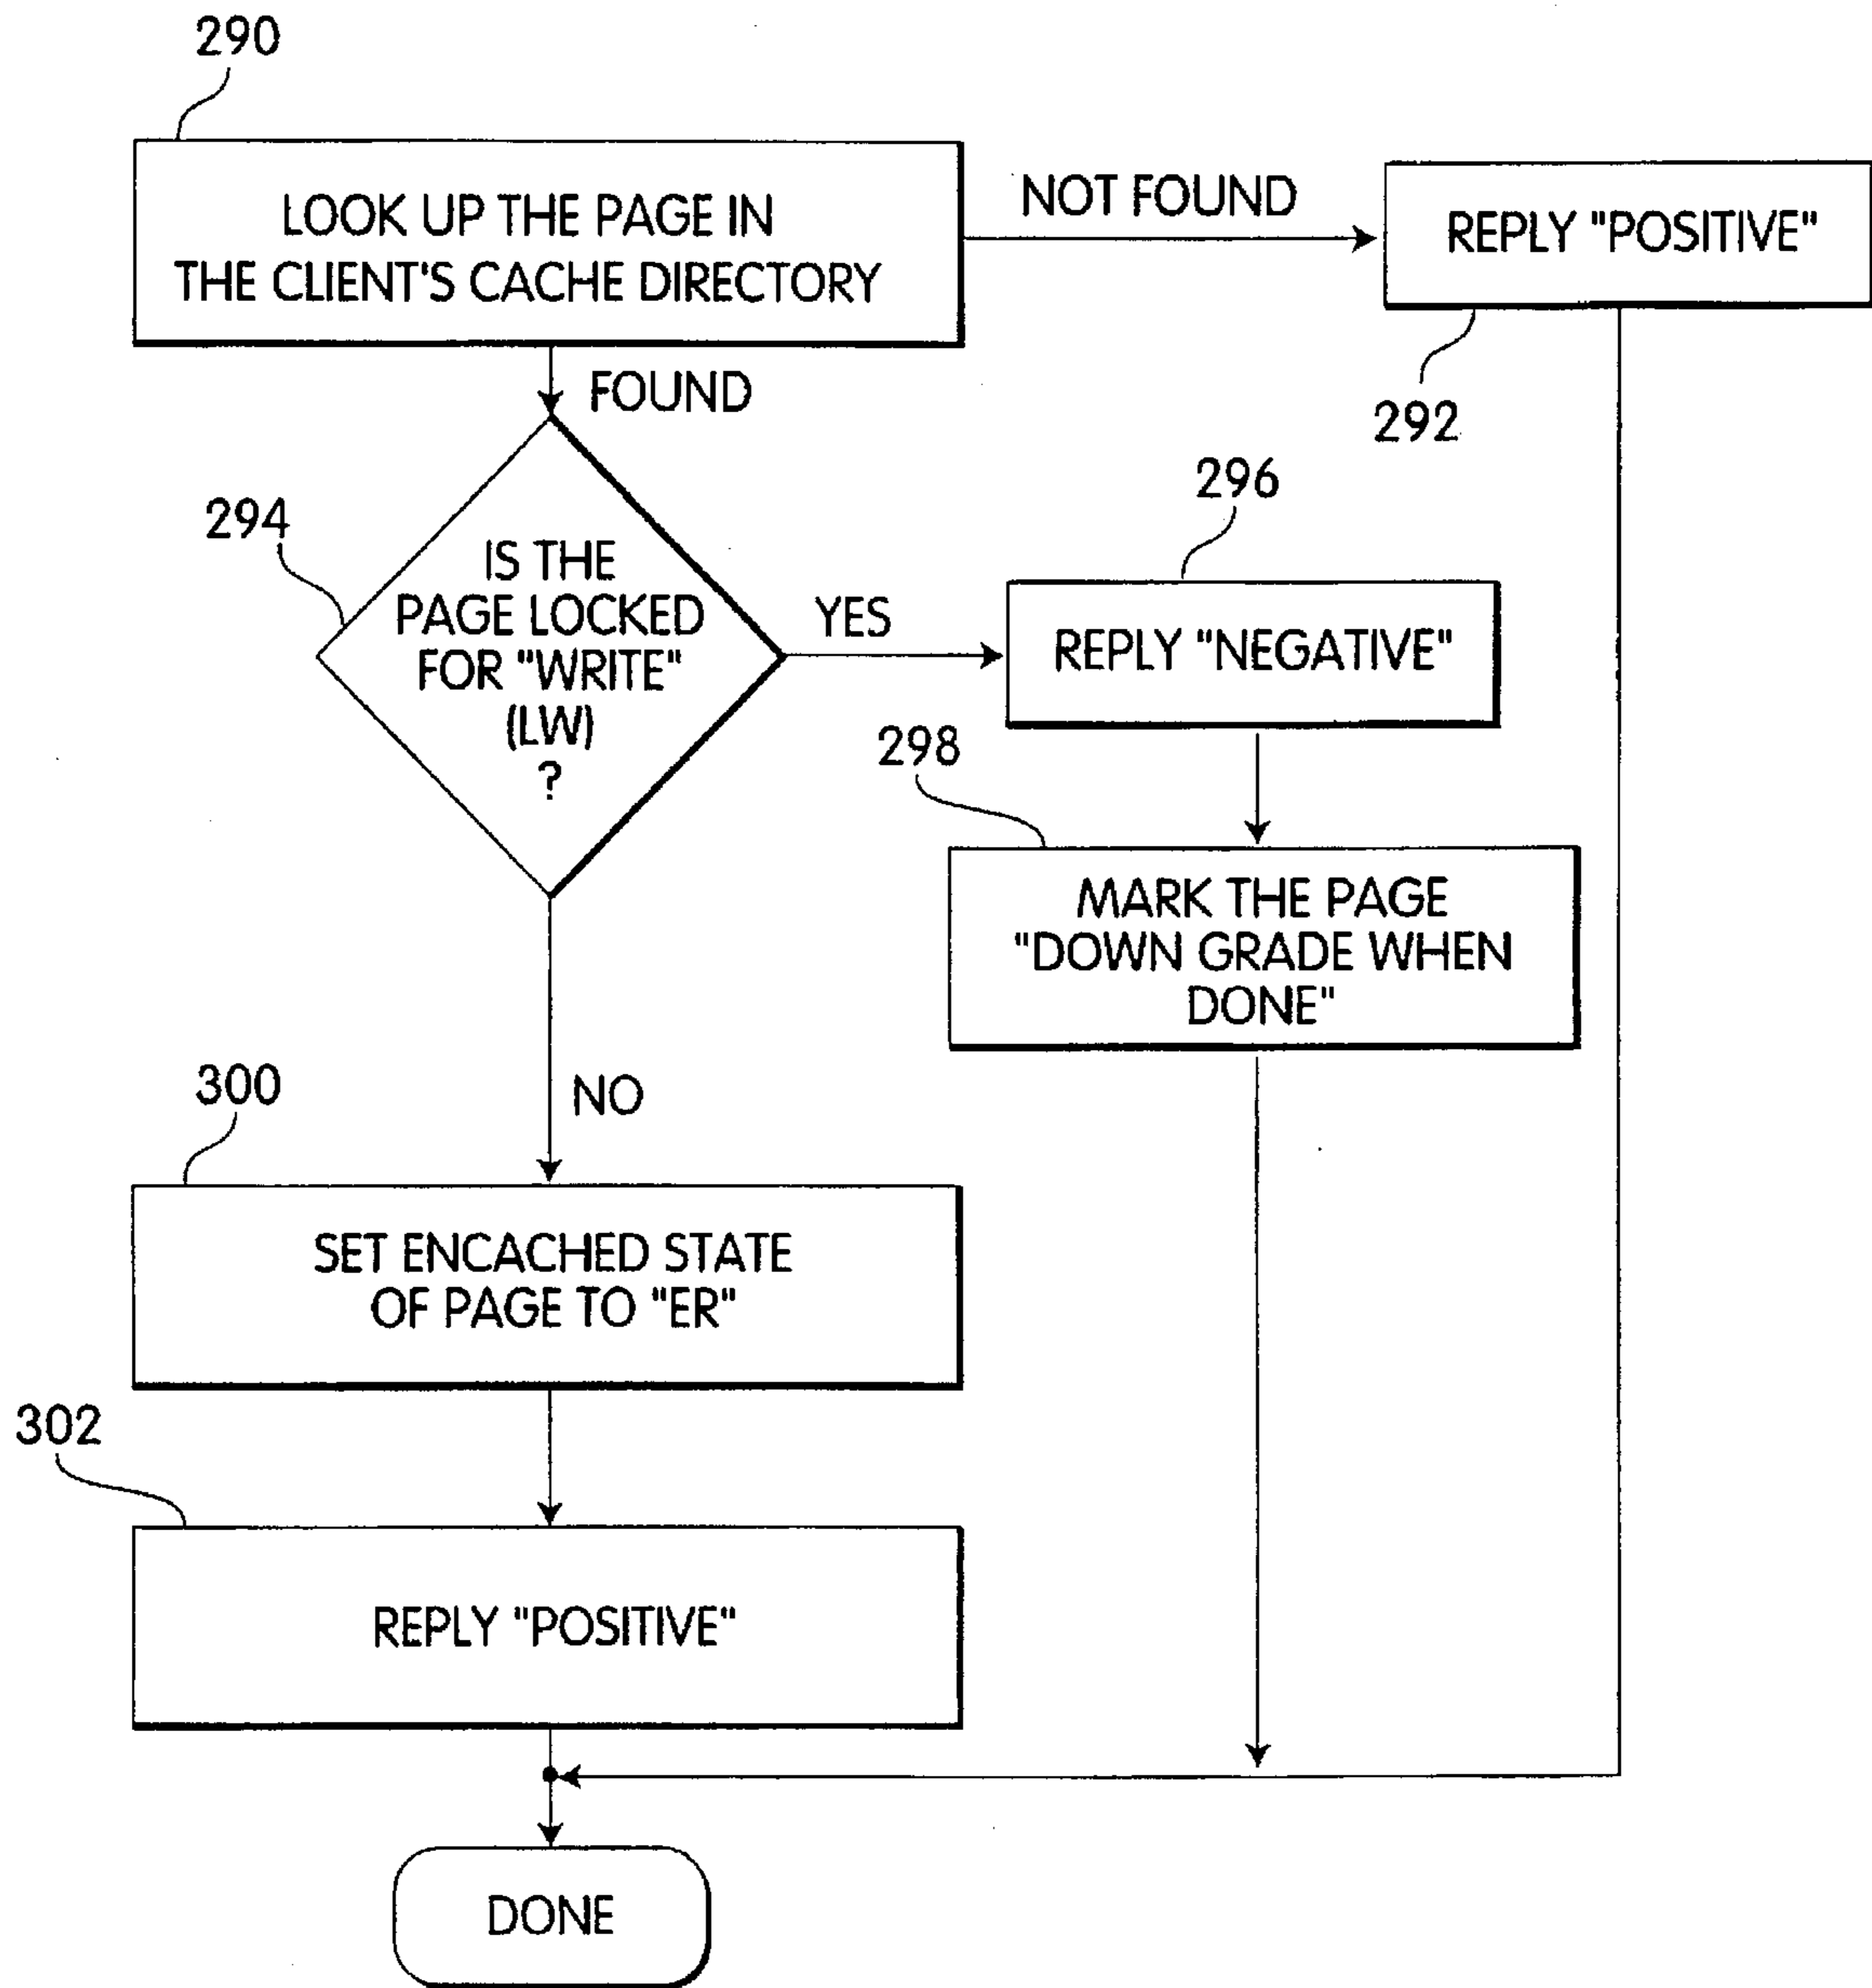 290
LOOK UP THE PAGE IN
THE CLIENT'S CACHE DIRECTORY
NOT FOUND
REPLY "POSITIVE"
292
FOUND
294
IS THE
PAGE LOCKED
FOR "WRITE"
(LW)
?
YES
296
REPLY "NEGATIVE"
298
MARK THE PAGE
"DOWN GRADE WHEN
DONE"
NO
300
SET ENCACHED STATE
OF PAGE TO "ER"
302
REPLY "POSITIVE"
DONE